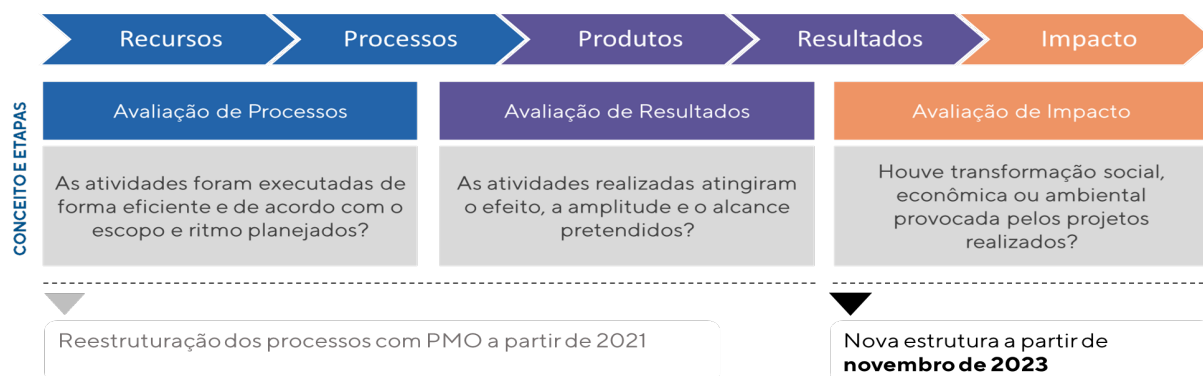 Recursos
Processos
Produtos
Resultados
Impacto
CONCEITO E ETAPAS
Avaliação de Processos
As atividades foram executadas de
forma eficiente e de acordo com o
escopo e ritmo planejados?
Avaliação de Resultados
As atividades realizadas atingiram
o efeito, a amplitude e o alcance
pretendidos?
Avaliação de Impacto
Houve transformação social,
econômica ou ambiental
provocada pelos projetos
realizados?
Reestruturação dos processos com PMO a partir de 2021
Nova estrutura a partir de
novembro de 2023